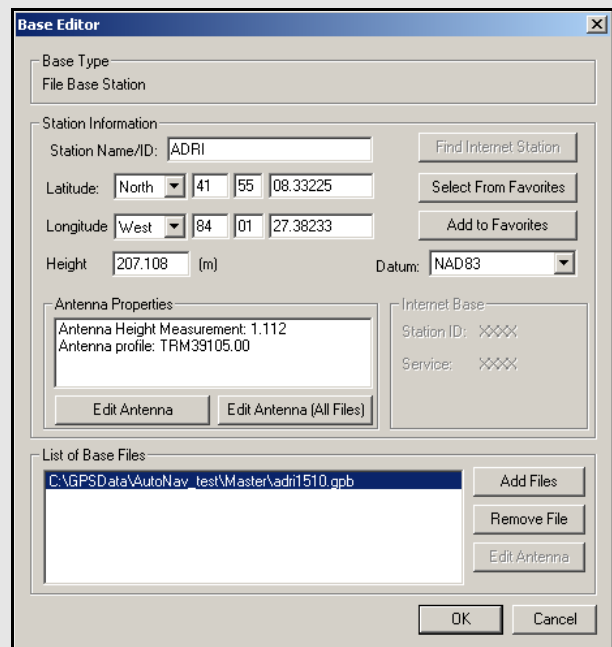 Base Editor
Base Type
File Base Station
Station Information
Station Name/ID: ADRI
Find Internet Station
Latitude: North 41 55 08.33225
Select From Favorites
Longitude West 84 01 27.38233
Add to Favorites
Height 207.108 (m)
Datum: NAD83
Antenna Properties
Antenna Height Measurement: 1.112
Antenna profile: TRM39105.00
Edit Antenna
Edit Antenna (All Files)
Internet Base
Station ID: XXXX
Service: XXXX
List of Base Files
C:\GPSData\AutoNav_test\Master\adri1510.gpb
Add Files
Remove File
Edit Antenna
OK
Cancel